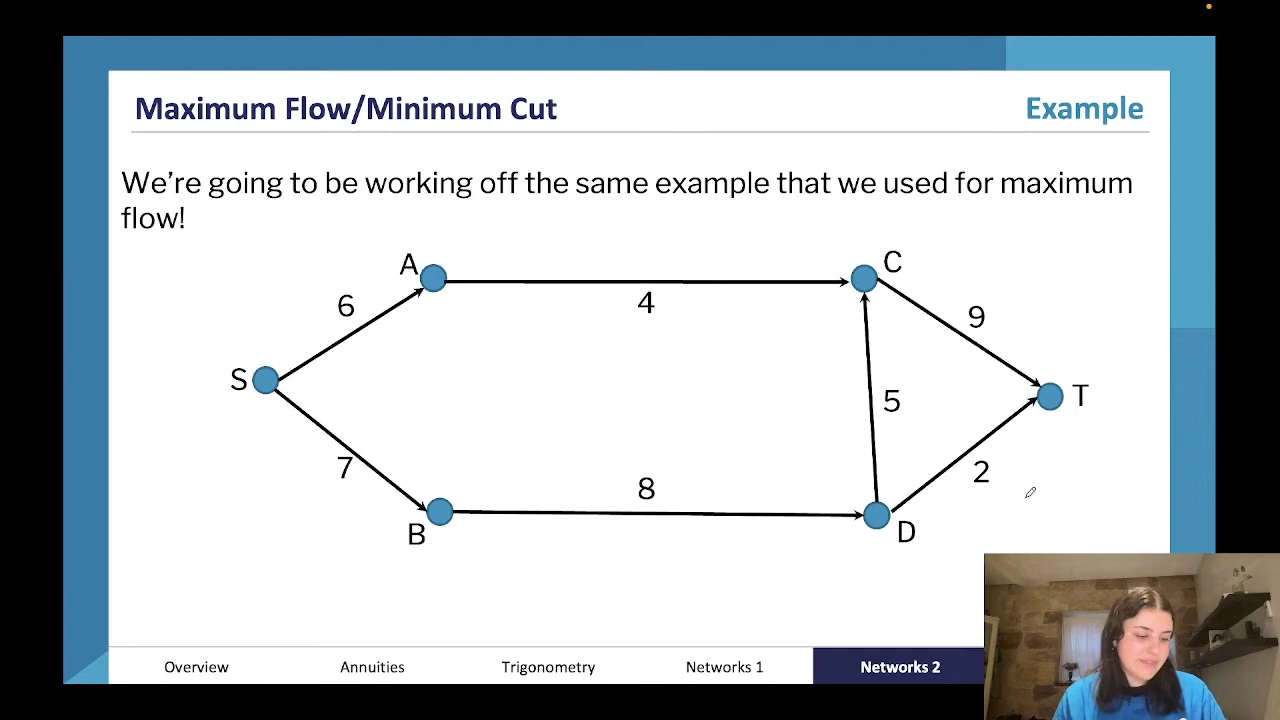 Maximum Flow/Minimum Cut
Example
We're going to be working off the same example that we used for maximum
flow!
A
C
6
4
9
S
T
5
7
8
2
B
D
Overview
Annuities
Trigonometry
Networks 1
Networks 2